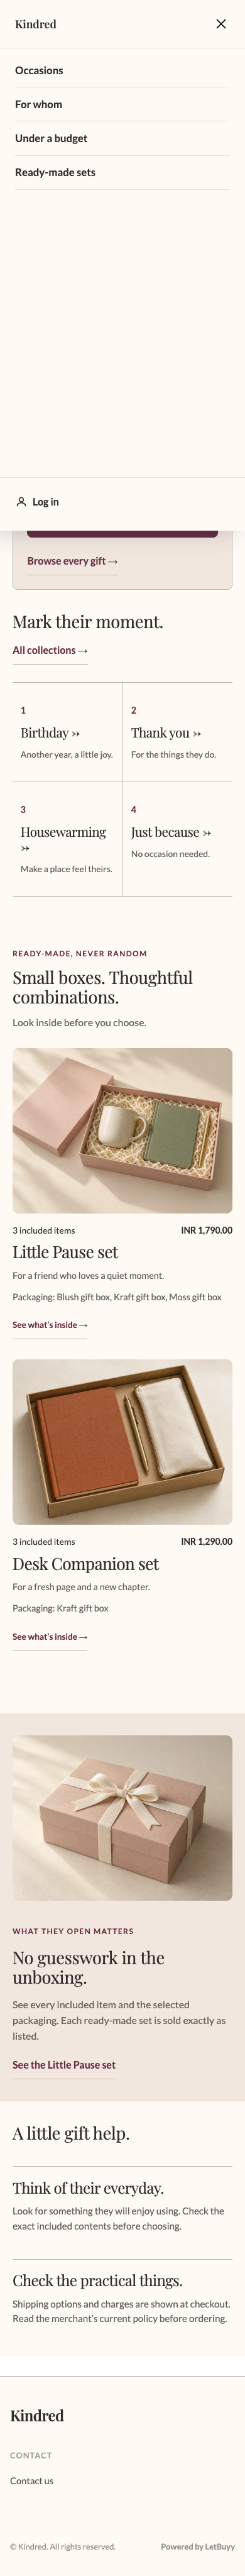 Kindred
Occasions
For whom
Under a budget
Ready-made sets
Log in
Browse every gift →
Mark their moment.
All collections →
1
Birthday ↣
Another year, a little joy.
2
Thank you ↣
For the things they do.
3
Housewarming
↣
Make a place feel theirs.
4
Just because ↣
No occasion needed.
READY-MADE, NEVER RANDOM
Small boxes. Thoughtful
combinations.
Look inside before you choose.
3 included items
INR 1,790.00
Little Pause set
For a friend who loves a quiet moment.
Packaging: Blush gift box, Kraft gift box, Moss gift box
See what's inside →
3 included items
INR 1,290.00
Desk Companion set
For a fresh page and a new chapter.
Packaging: Kraft gift box
See what's inside →
WHAT THEY OPEN MATTERS
No guesswork in the
unboxing.
See every included item and the selected
packaging. Each ready-made set is sold exactly as
listed.
See the Little Pause set
A little gift help.
Think of their everyday.
Look for something they will enjoy using. Check the
exact included contents before choosing.
Check the practical things.
Shipping options and charges are shown at checkout.
Read the merchant's current policy before ordering.
Kindred
CONTACT
Contact us
© Kindred. All rights reserved.
Powered by LetBuyy